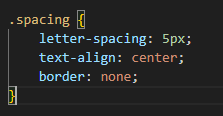 .spacing {
    letter-spacing: 5px;
    text-align: center;
    border: none;
}